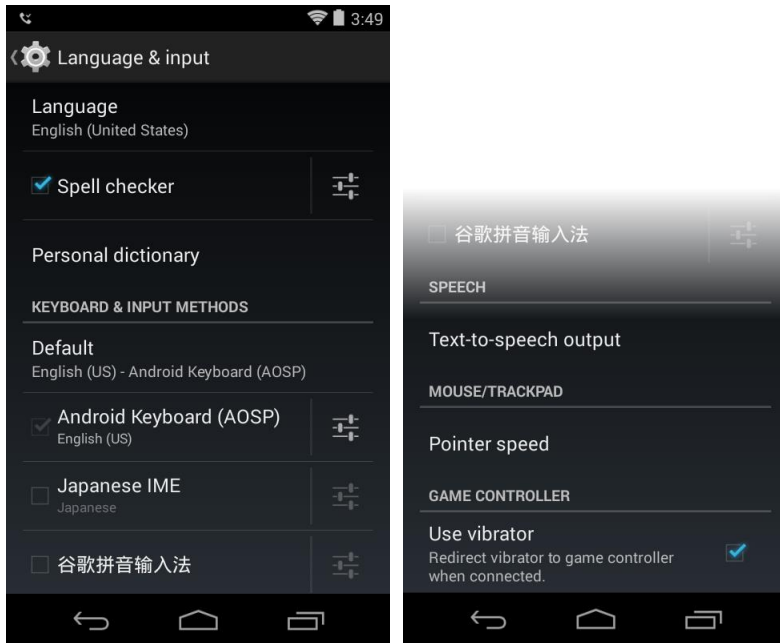 3:49
Language & input
Language
English (United States)
Spell checker
Personal dictionary
KEYBOARD & INPUT METHODS
Default
English (US) - Android Keyboard (AOSP)
Android Keyboard (AOSP)
English (US)
Japanese IME
Japanese
谷歌拼音输入法
谷歌拼音输入法
SPEECH
Text-to-speech output
MOUSE/TRACKPAD
Pointer speed
GAME CONTROLLER
Use vibrator
Redirect vibrator to game controller
when connected.